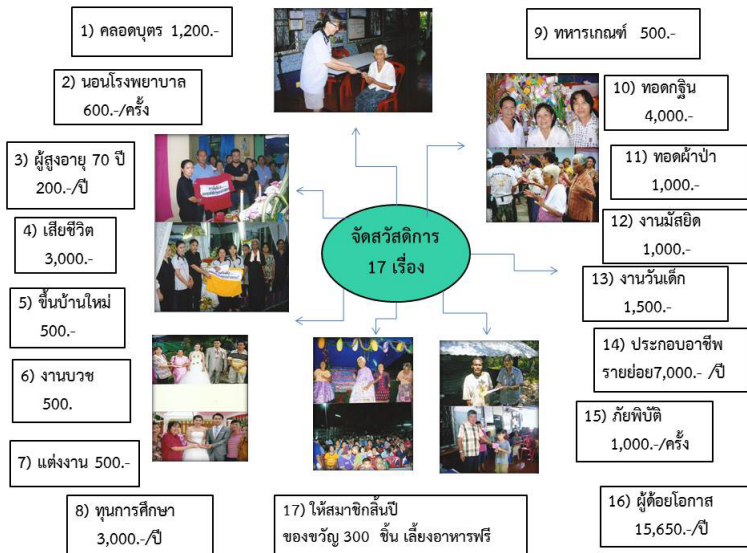 1) คลอดบุตร 1,200.-
2) นอนโรงพยาบาล
600.-/ครั้ง
3) ผู้สูงอายุ 70 ปี
200.-/ปี
4) เสียชีวิต
3,000.-
5) ขึ้นบ้านใหม่
500.-
6) งานบวช
500.
7) แต่งงาน 500.-
8) ทุนการศึกษา
3,000.-/ปี
จัดสวัสดิการ
17 เรื่อง
9) ทหารเกณฑ์ 500.-
10) ทอดกฐิน
4,000.-
11) ทอดผ้าป่า
1,000.-
12) งานมัสยิด
1,000.-
13) งานวันเด็ก
1,500.-
14) ประกอบอาชีพ
รายย่อย7,000.- /ปี
15) ภัยพิบัติ
1,000.-/ครั้ง
16) ผู้ด้อยโอกาส
15,650.-/ปี
17) ให้สมาชิกสิ้นปี
ของขวัญ 300 ชิ้น เลี้ยงอาหารฟรี